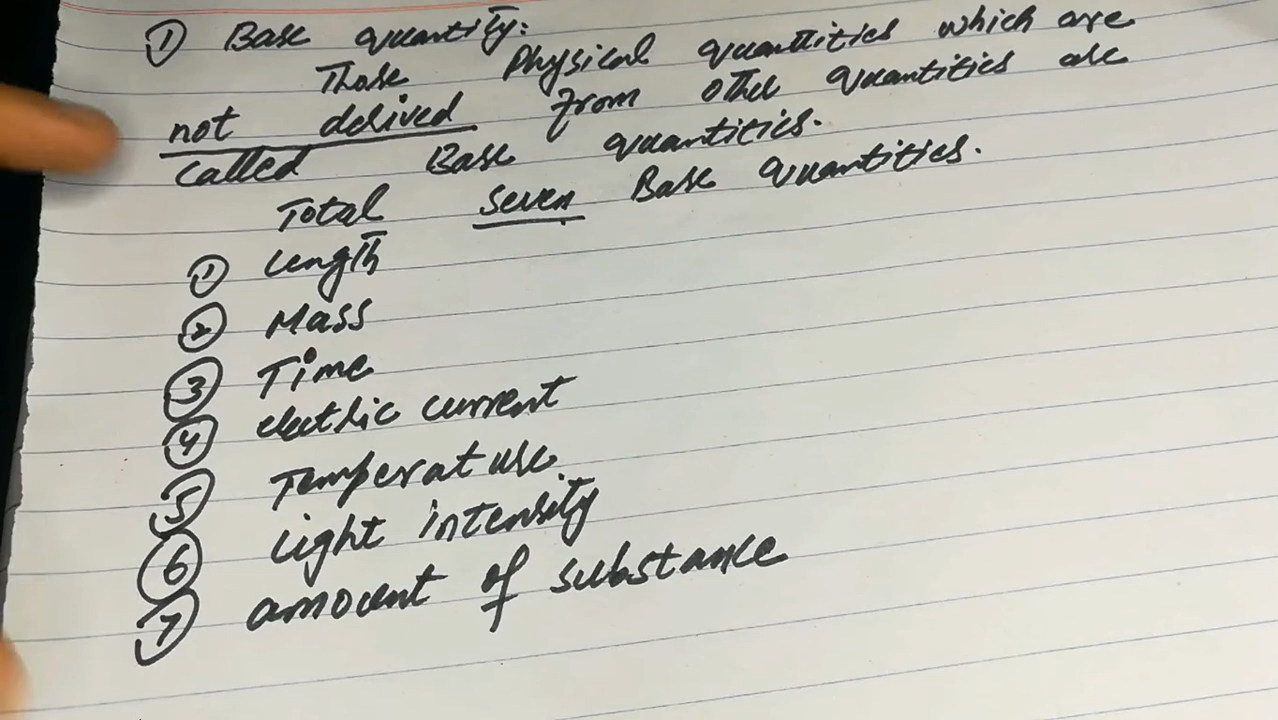 ① Base quantity:
Those Physical quantities which are
not derived from other quantities are
called Base quantities.
Total seven Base quantities.
① Length
② Mass
③ Time
④ electric current
⑤ Temperature
⑥ Light intensity
⑦ amount of substance